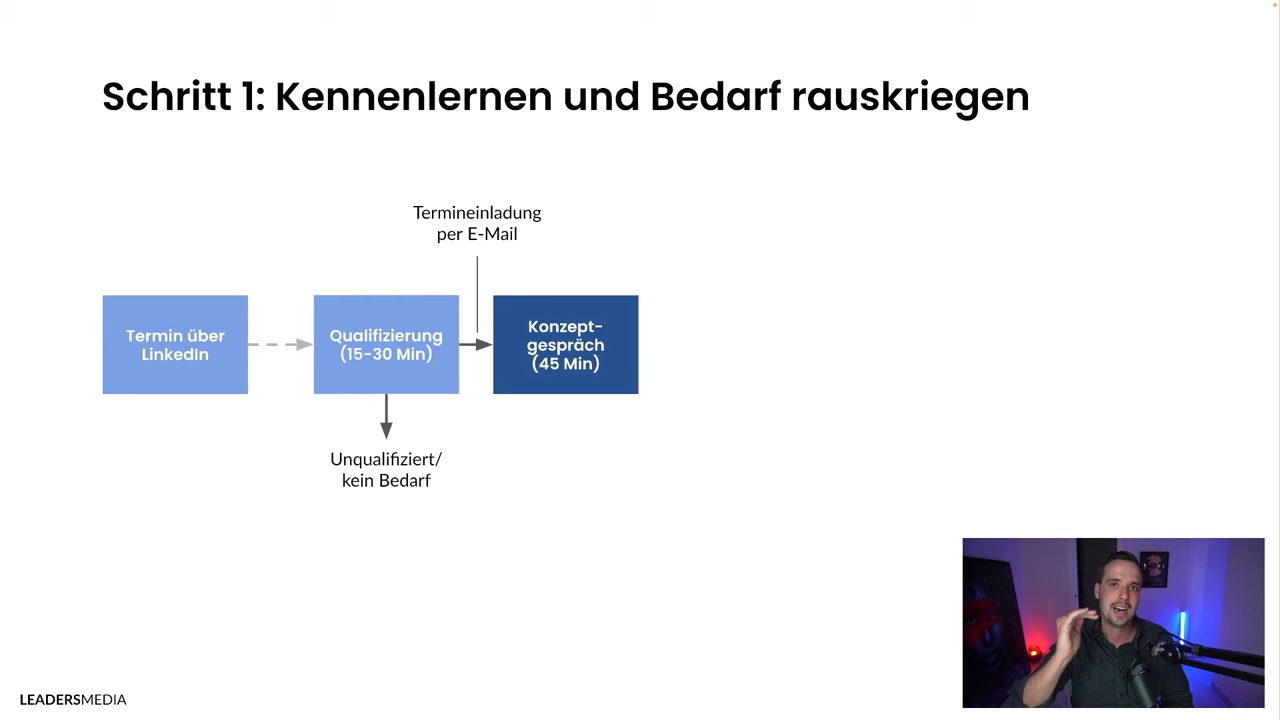 Schritt 1: Kennenlernen und Bedarf rauskriegen
Termineinladung
per E-Mail
Termin über
LinkedIn
Qualifizierung
(15-30 Min)
Konzept-
gespräch
(45 Min)
Unqualifiziert/
kein Bedarf
LEADERSMEDIA